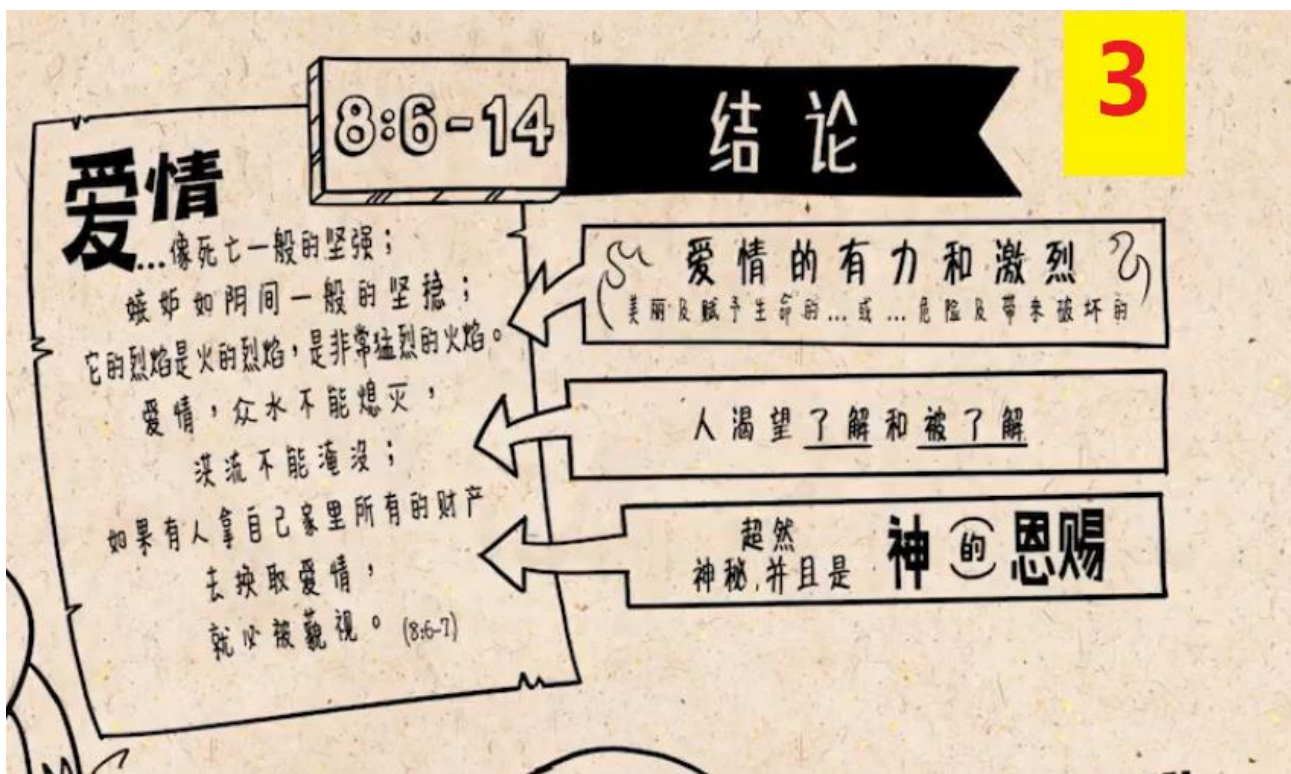 3
8:6-14
结论
爱情
...像死亡一般的坚强；
嫉妒如阴间一般的坚稳；
它的烈焰是火的烈焰，是非常猛烈的火焰。
爱情，众水不能熄灭，
洪流不能淹没；
如果有人拿自己家里所有的财产
去换取爱情，
就必被藐视。(8:6-7)
爱情的有力和激烈
美丽及赋予生命的...或...危险及带来破坏的
人渴望了解和被了解
超然
神秘,并且是 神的恩赐